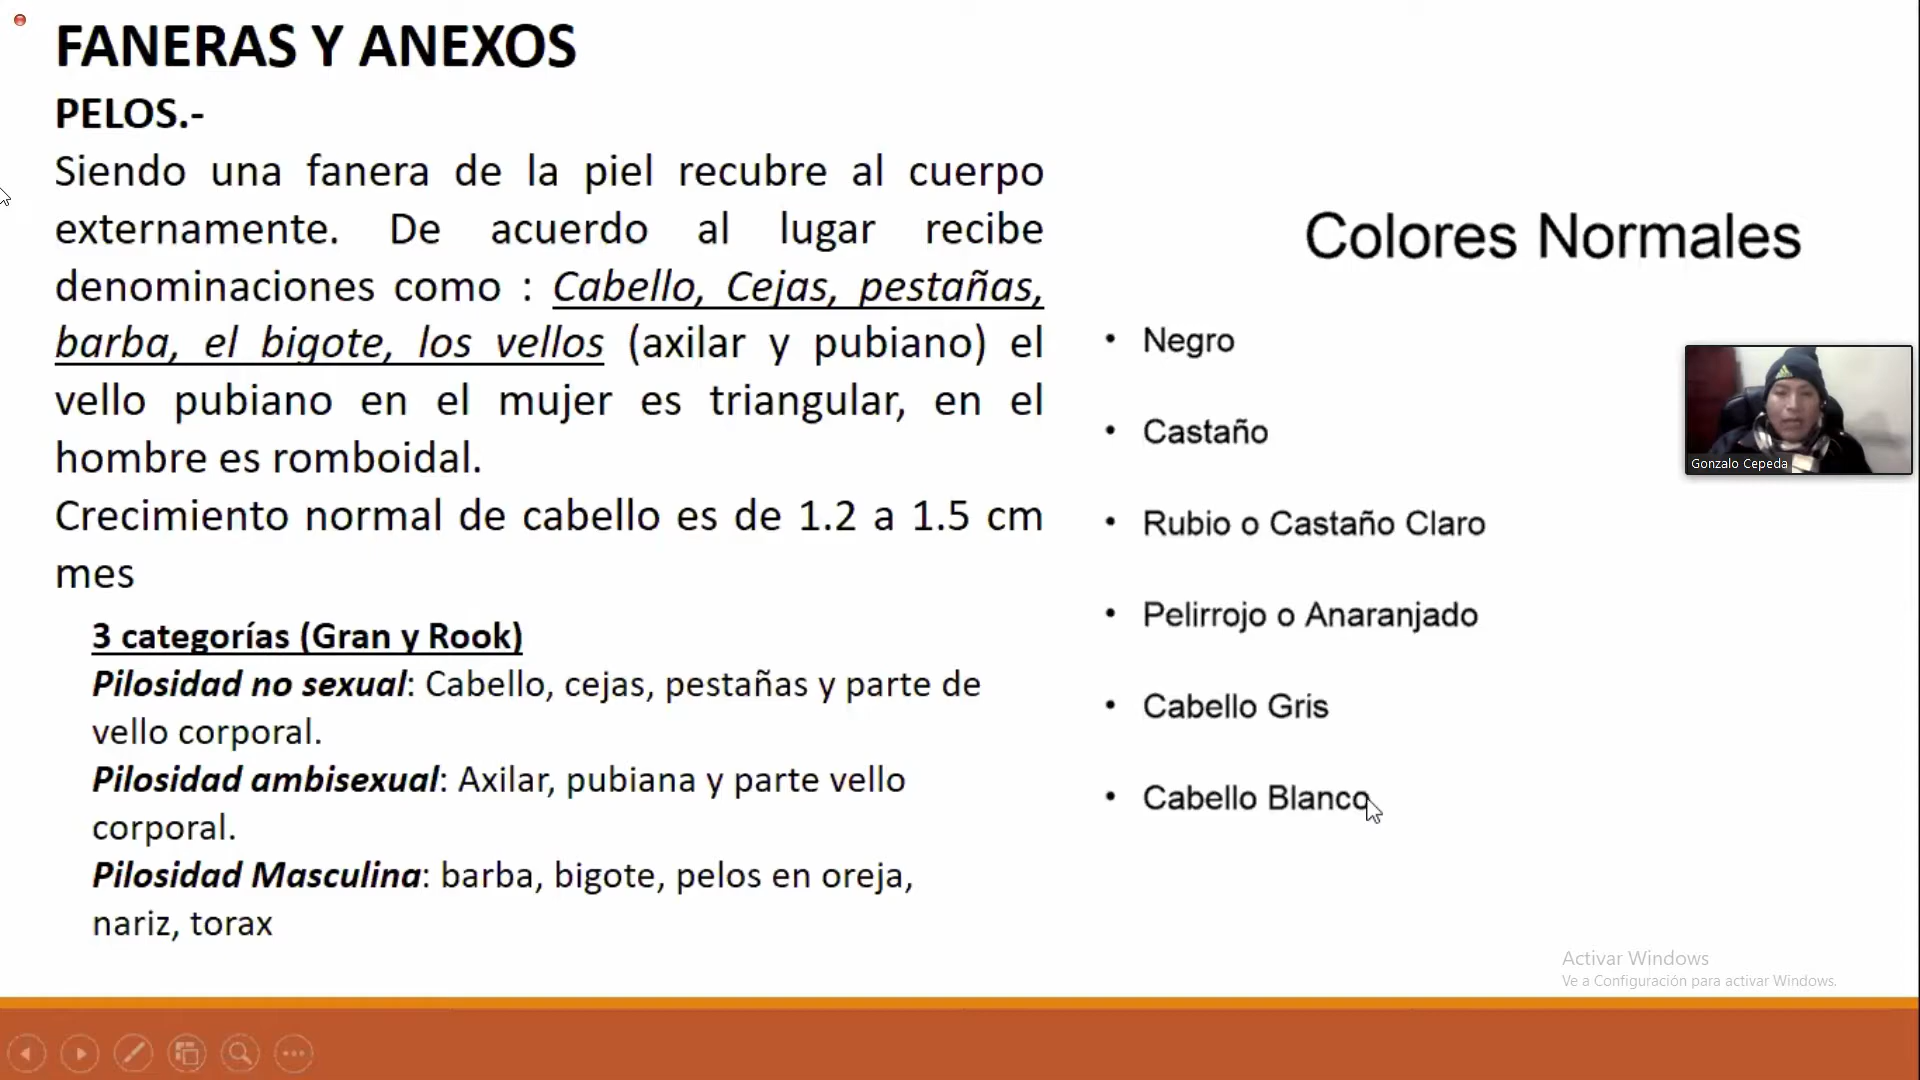 FANERAS Y ANEXOS
PELOS.-
Siendo una fanera de la piel recubre al cuerpo
externamente. De acuerdo al lugar recibe
denominaciones como : Cabello, Cejas, pestañas,
barba, el bigote, los vellos (axilar y pubiano) el
vello pubiano en el mujer es triangular, en el
hombre es romboidal.
Crecimiento normal de cabello es de 1.2 a 1.5 cm
mes
3 categorías (Gran y Rook)
Pilosidad no sexual: Cabello, cejas, pestañas y parte de
vello corporal.
Pilosidad ambisexual: Axilar, pubiana y parte vello
corporal.
Pilosidad Masculina: barba, bigote, pelos en oreja,
nariz, torax
Colores Normales
• Negro
• Castaño
• Rubio o Castaño Claro
• Pelirrojo o Anaranjado
• Cabello Gris
• Cabello Blanco
Gonzalo Cepeda
Activar Windows
Ve a Configuración para activar Windows.